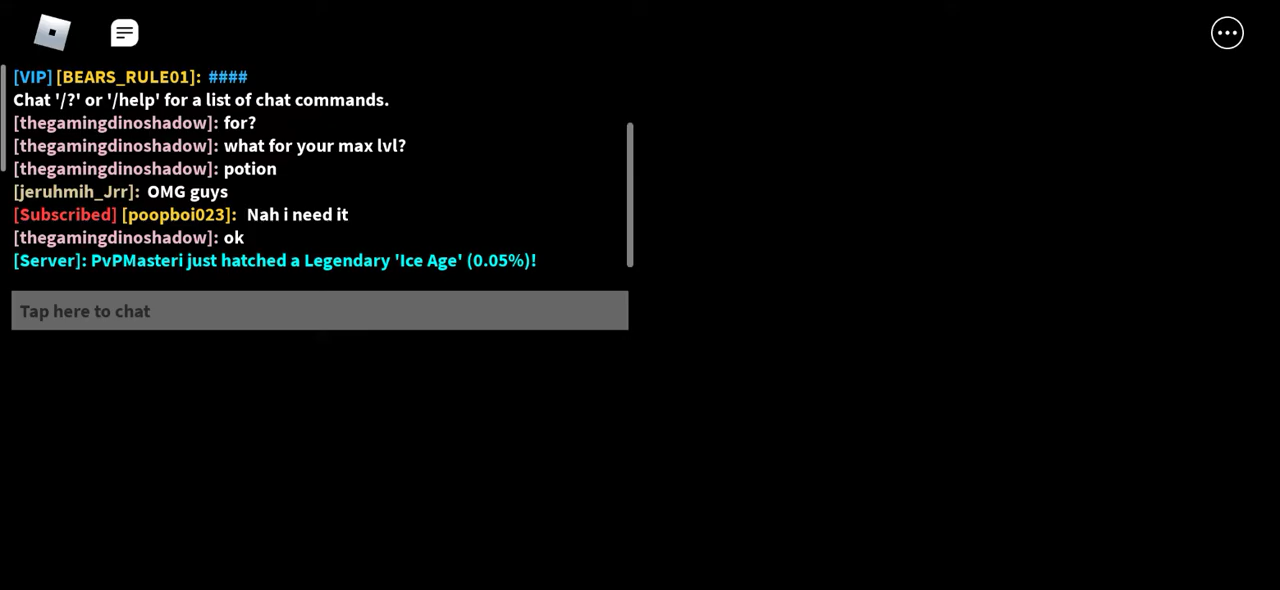 [VIP] [BEARS_RULE01]: ####
Chat '/?' or '/help' for a list of chat commands.
[thegamingdinoshadow]: for?
[thegamingdinoshadow]: what for your max lvl?
[thegamingdinoshadow]: potion
[jeruhmih_Jrr]: OMG guys
[Subscribed] [poopboi023]: Nah i need it
[thegamingdinoshadow]: ok
[Server]: PvPMasteri just hatched a Legendary 'Ice Age' (0.05%)!
Tap here to chat